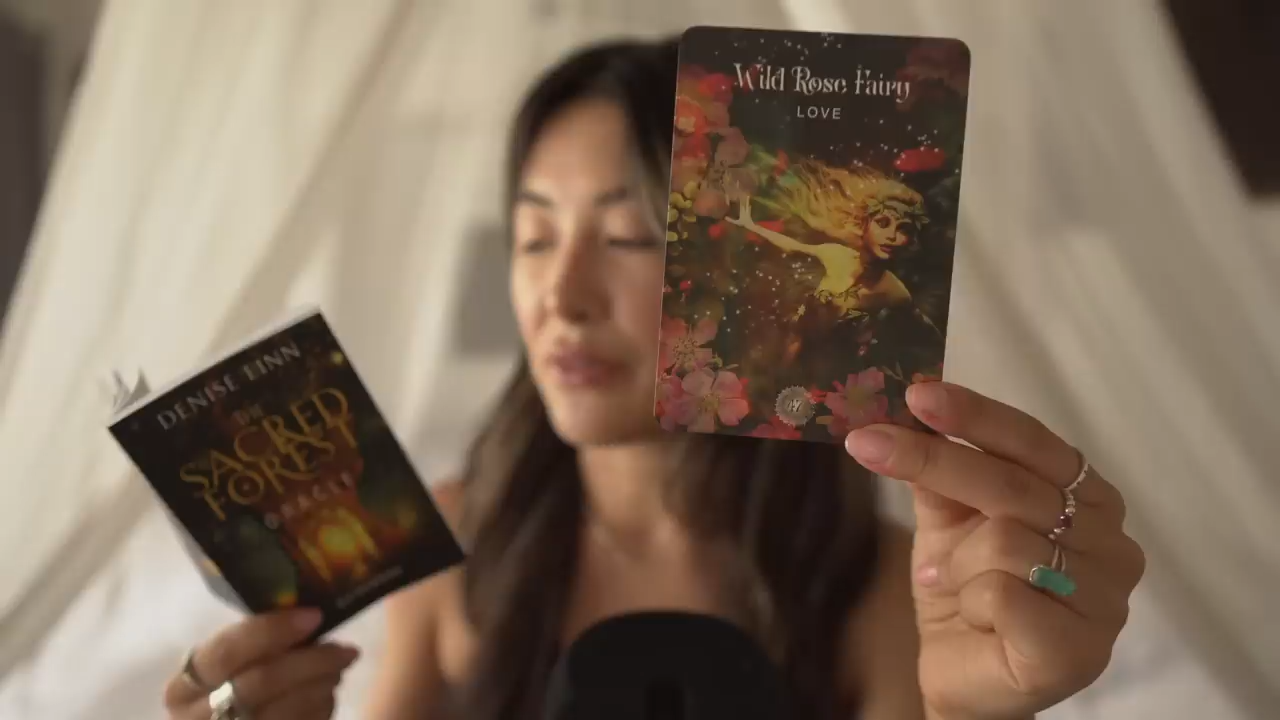 Wild Rose Fairy
LOVE
DENISE LINN
THE
SACRED
FOREST
ORACLE